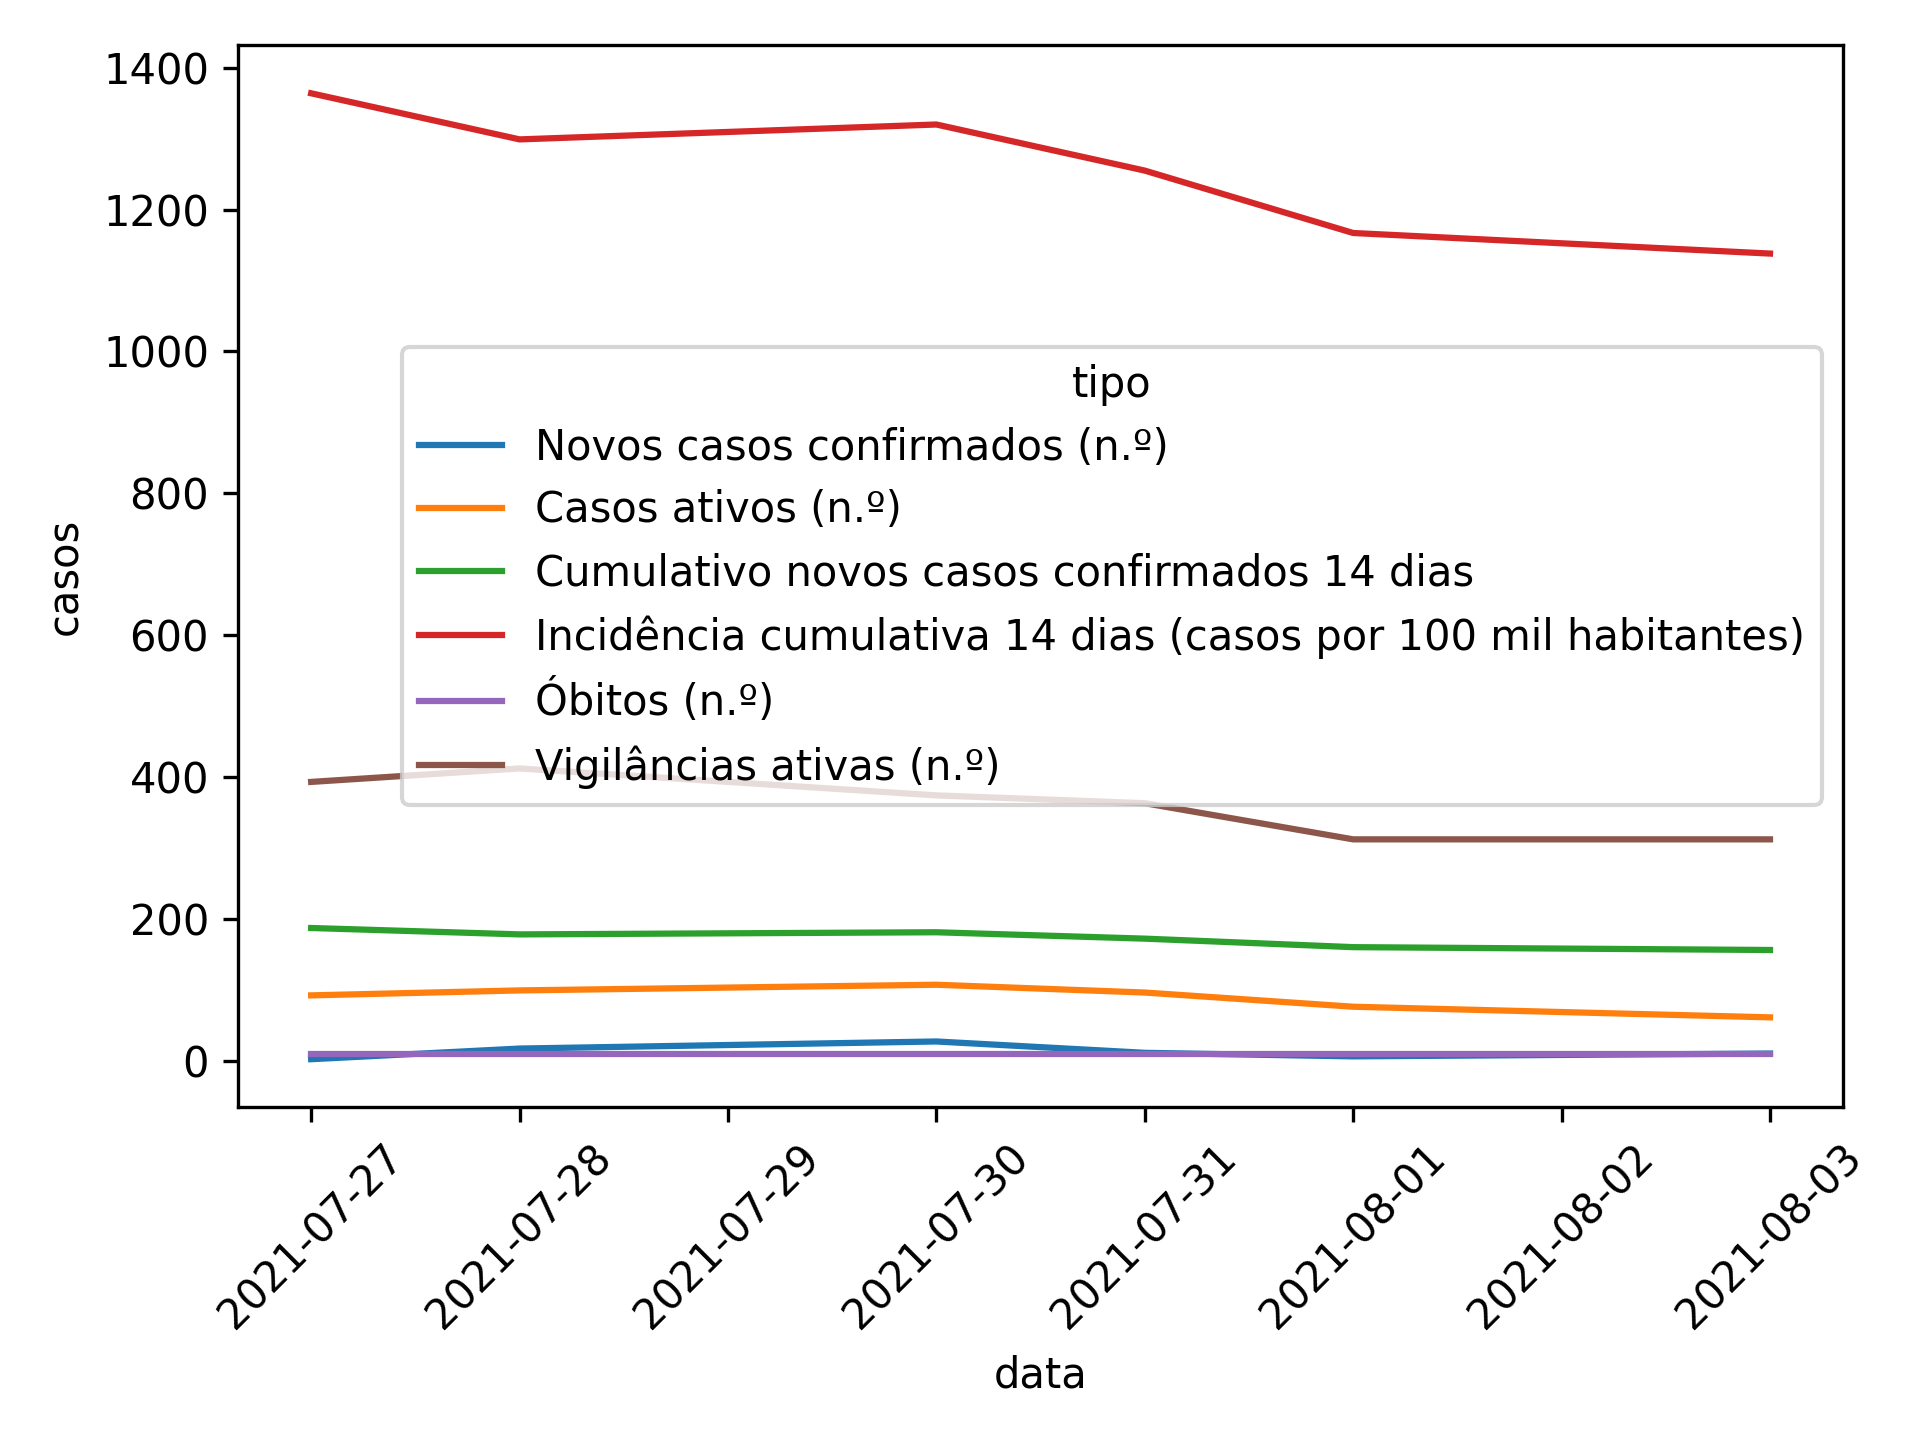 1400
1200
1000
800
600
400
200
0
casos
tipo
Novos casos confirmados (n.º)
Casos ativos (n.º)
Cumulativo novos casos confirmados 14 dias
Incidência cumulativa 14 dias (casos por 100 mil habitantes)
Óbitos (n.º)
Vigilâncias ativas (n.º)
2021-07-27
2021-07-28
2021-07-29
2021-07-30
2021-07-31
2021-08-01
2021-08-02
2021-08-03
data